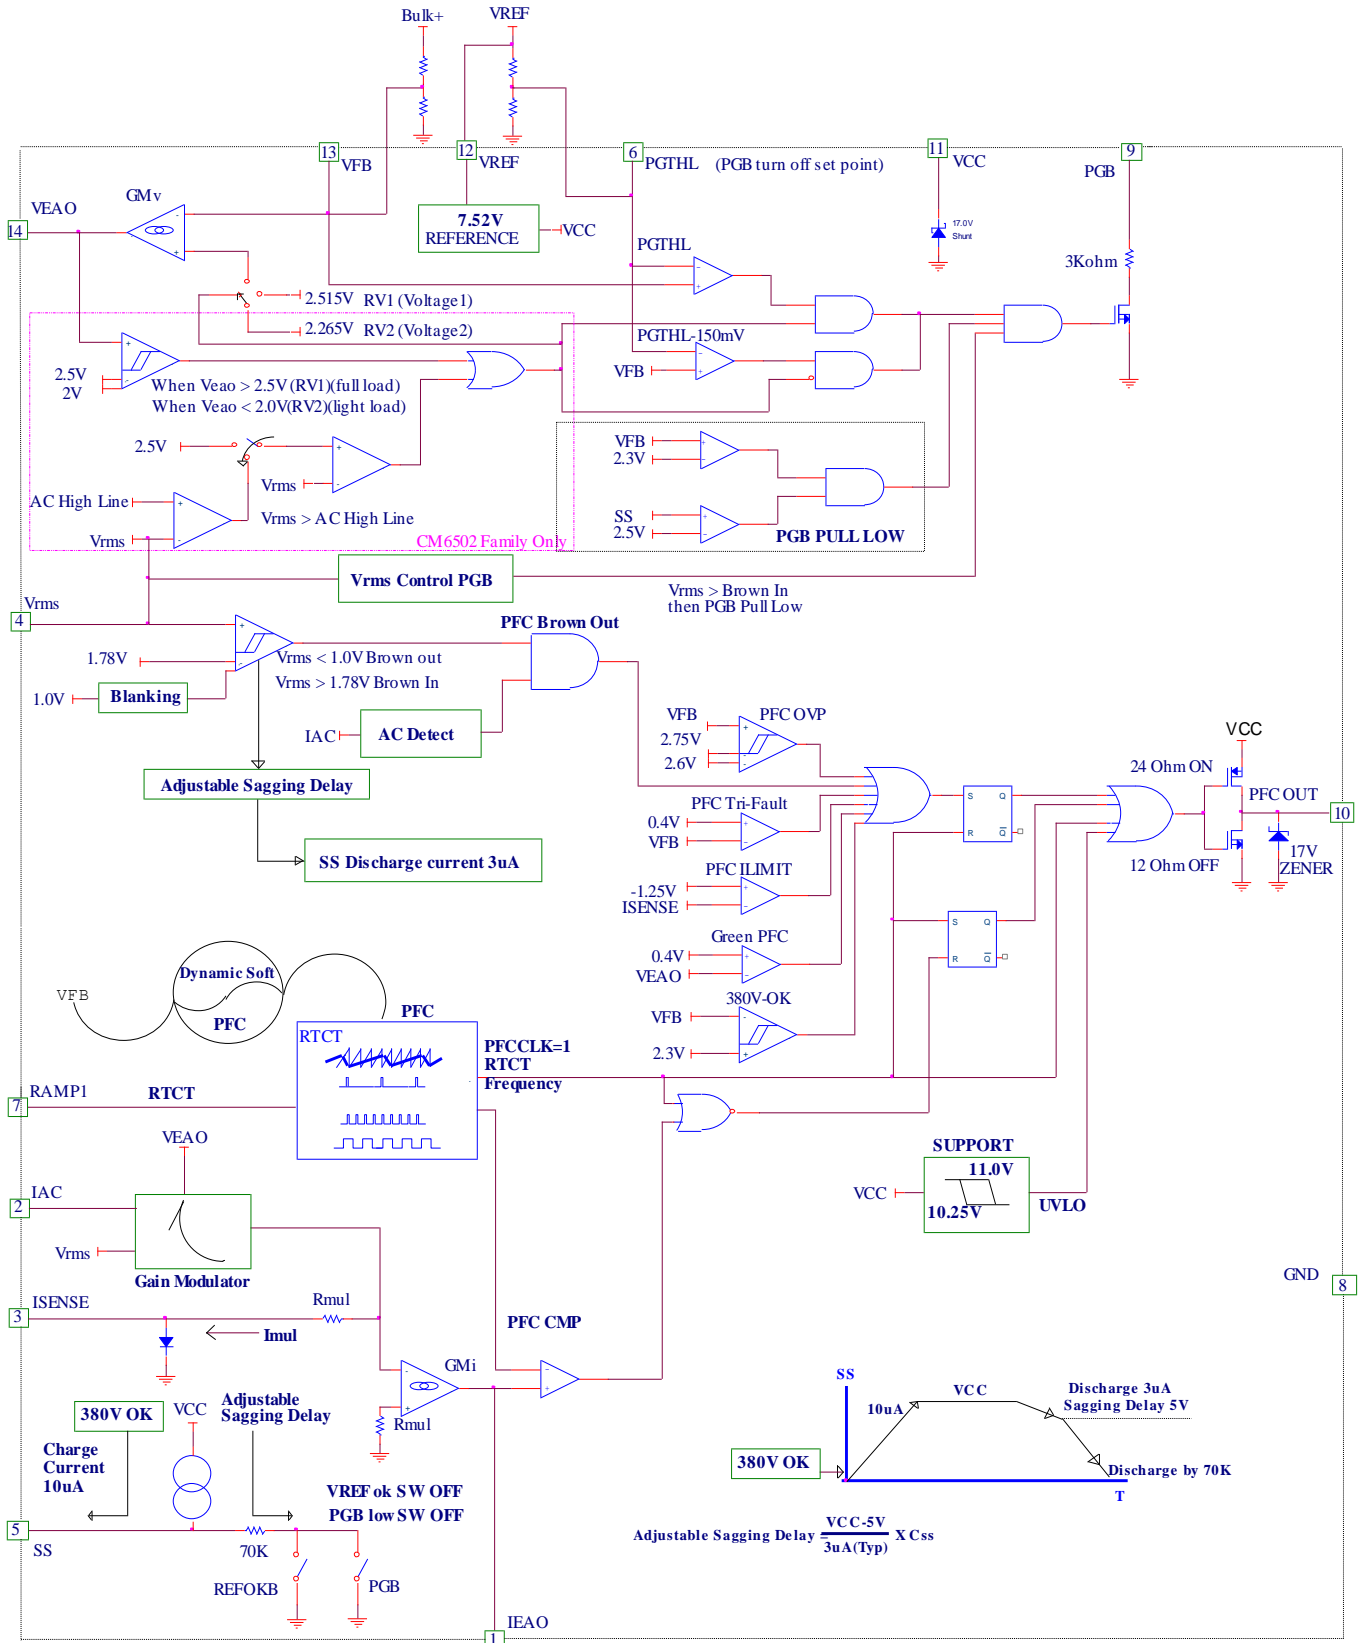 Bulk+
VREF
13
VFB
12
VREF
6
PGTHL
(PGB turn off set point)
11
VCC
9
PGB
VEAO
14
GMv
-
+
7.52V
REFERENCE
VCC
17.0V
Shunt
3Kohm
PGTHL
-
+
2.515V
RV1 (Voltage1)
2.265V
RV2 (Voltage2)
PGTHL-150mV
VFB
-
+
+
-
2.5V
2V
When Veao > 2.5V (RV1)(full load)
When Veao < 2.0V(RV2)(light load)
2.5V
+
-
Vrms
AC High Line
Vrms > AC High Line
+
-
Vrms
CM6502 Family Only
VFB
2.3V
+
-
SS
2.5V
+
-
PGB PULL LOW
Vrms Control PGB
Vrms > Brown In
then PGB Pull Low
Vrms
4
+
-
1.78V
1.0V
Blanking
Vrms < 1.0V Brown out
Vrms > 1.78V Brown In
PFC Brown Out
IAC
AC Detect
Adjustable Sagging Delay
SS Discharge current 3uA
VFB
2.75V
2.6V
PFC OVP
+
-
PFC Tri-Fault
0.4V
VFB
+
-
PFC ILIMIT
-1.25V
ISENSE
+
-
Green PFC
0.4V
VEAO
+
-
380V-OK
VFB
2.3V
-
+
S
Q
R
Q
S
Q
R
Q
VCC
24 Ohm ON
PFC OUT
10
12 Ohm OFF
17V
ZENER
VFB
Dynamic Soft
PFC
PFC
RTCT
PFCCLK=1
RTCT
Frequency
RAMP1
7
RTCT
VEAO
IAC
2
Vrms
Gain Modulator
SUPPORT
11.0V
10.25V
VCC
UVLO
GND
8
ISENSE
3
Rmul
Imul
PFC CMP
-
+
GMi
-
+
Rmul
380V OK
VCC
Adjustable
Sagging Delay
Charge
Current
10uA
VREF ok SW OFF
PGB low SW OFF
5
SS
70K
REFOKB
PGB
IEAO
1
SS
10uA
VCC
Discharge 3uA
Sagging Delay 5V
380V OK
Discharge by 70K
T
Adjustable Sagging Delay = VCC-5V / 3uA(Typ) X Css